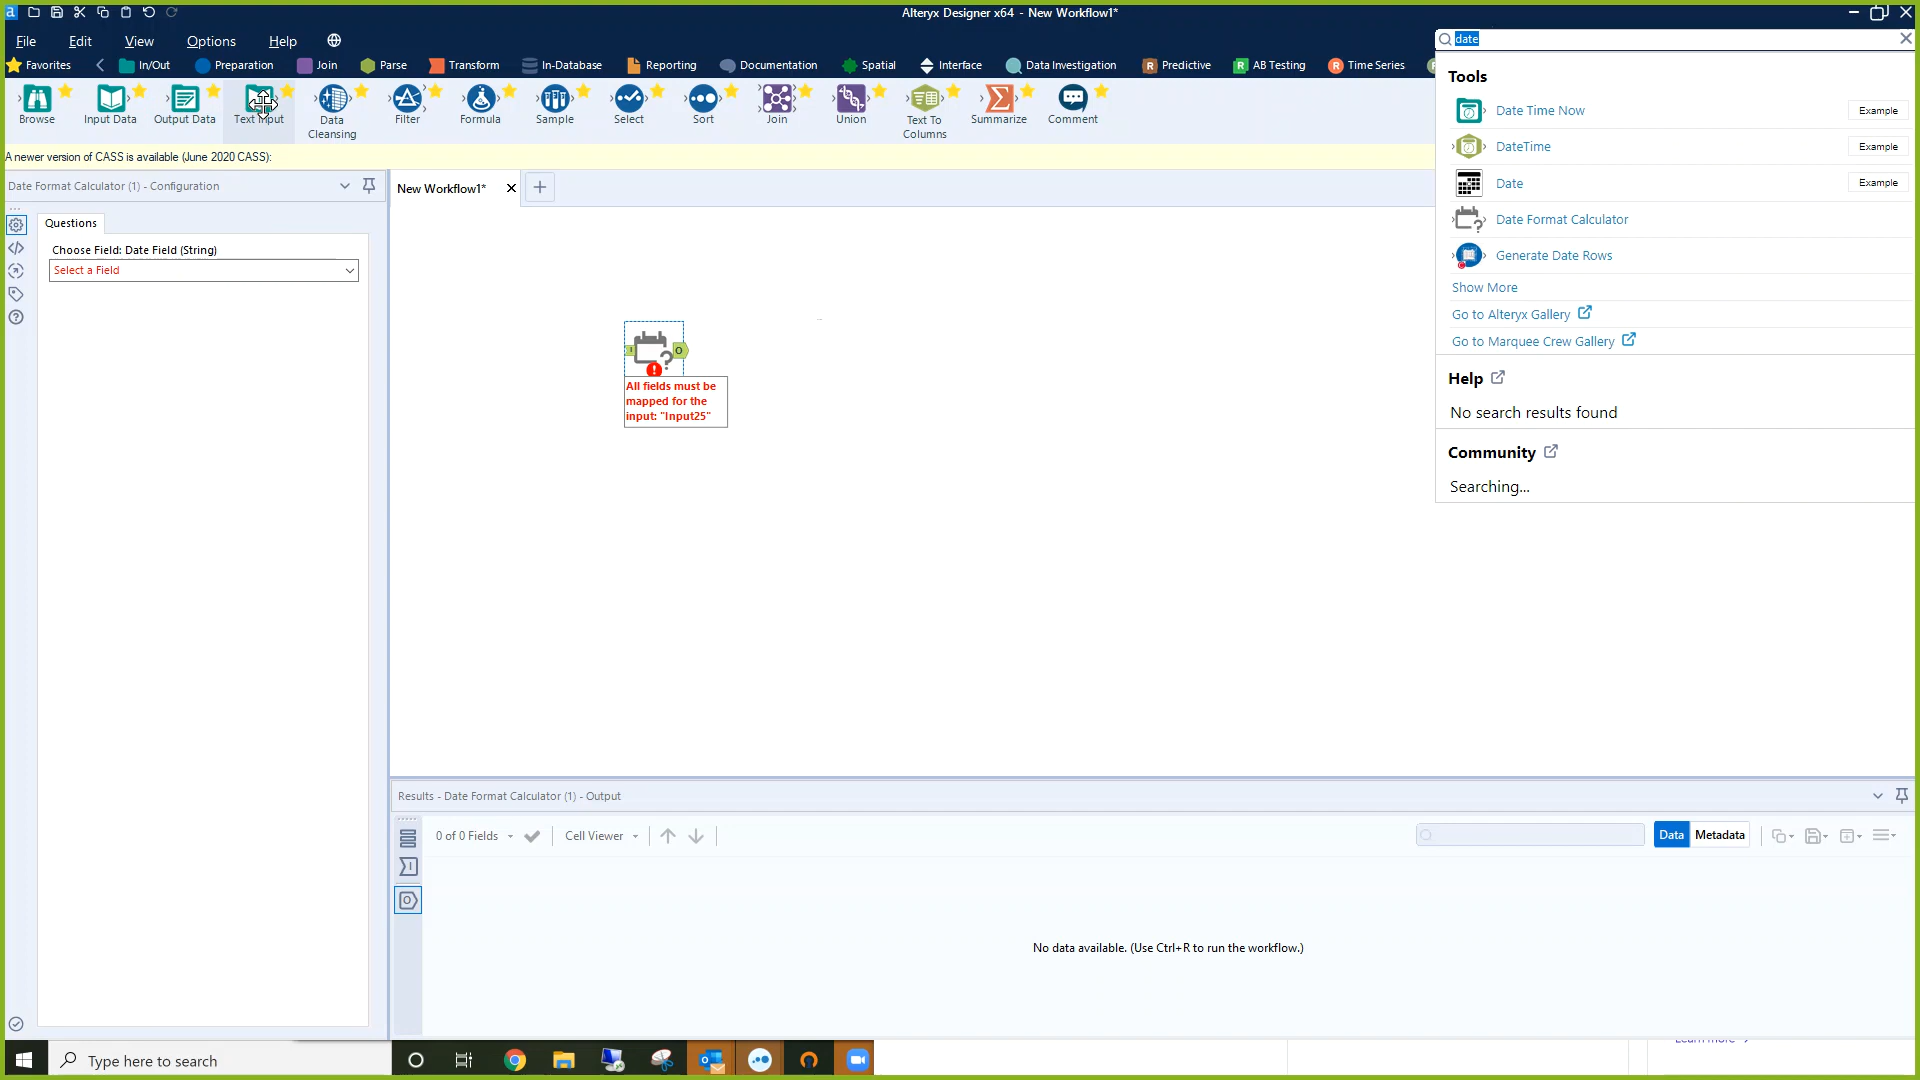 Alteryx Designer x64 - New Workflow1*
File Edit View Options Help
date
Favorites In/Out Preparation Join Parse Transform In-Database Reporting Documentation Spatial Interface Data Investigation Predictive AB Testing Time Series
Browse Input Data Output Data Text Input Data Cleansing Filter Formula Sample Select Sort Join Union Text To Columns Summarize Comment
A newer version of CASS is available (June 2020 CASS):
Date Format Calculator (1) - Configuration
Questions
Choose Field: Date Field (String)
Select a Field
New Workflow1*
All fields must be
mapped for the
input: "Input25"
I
O
Tools
Date Time Now Example
DateTime Example
Date Example
Date Format Calculator
Generate Date Rows
Show More
Go to Alteryx Gallery
Go to Marquee Crew Gallery
Help
No search results found
Community
Searching...
Results - Date Format Calculator (1) - Output
0 of 0 Fields Cell Viewer Data Metadata
No data available. (Use Ctrl+R to run the workflow.)
Type here to search